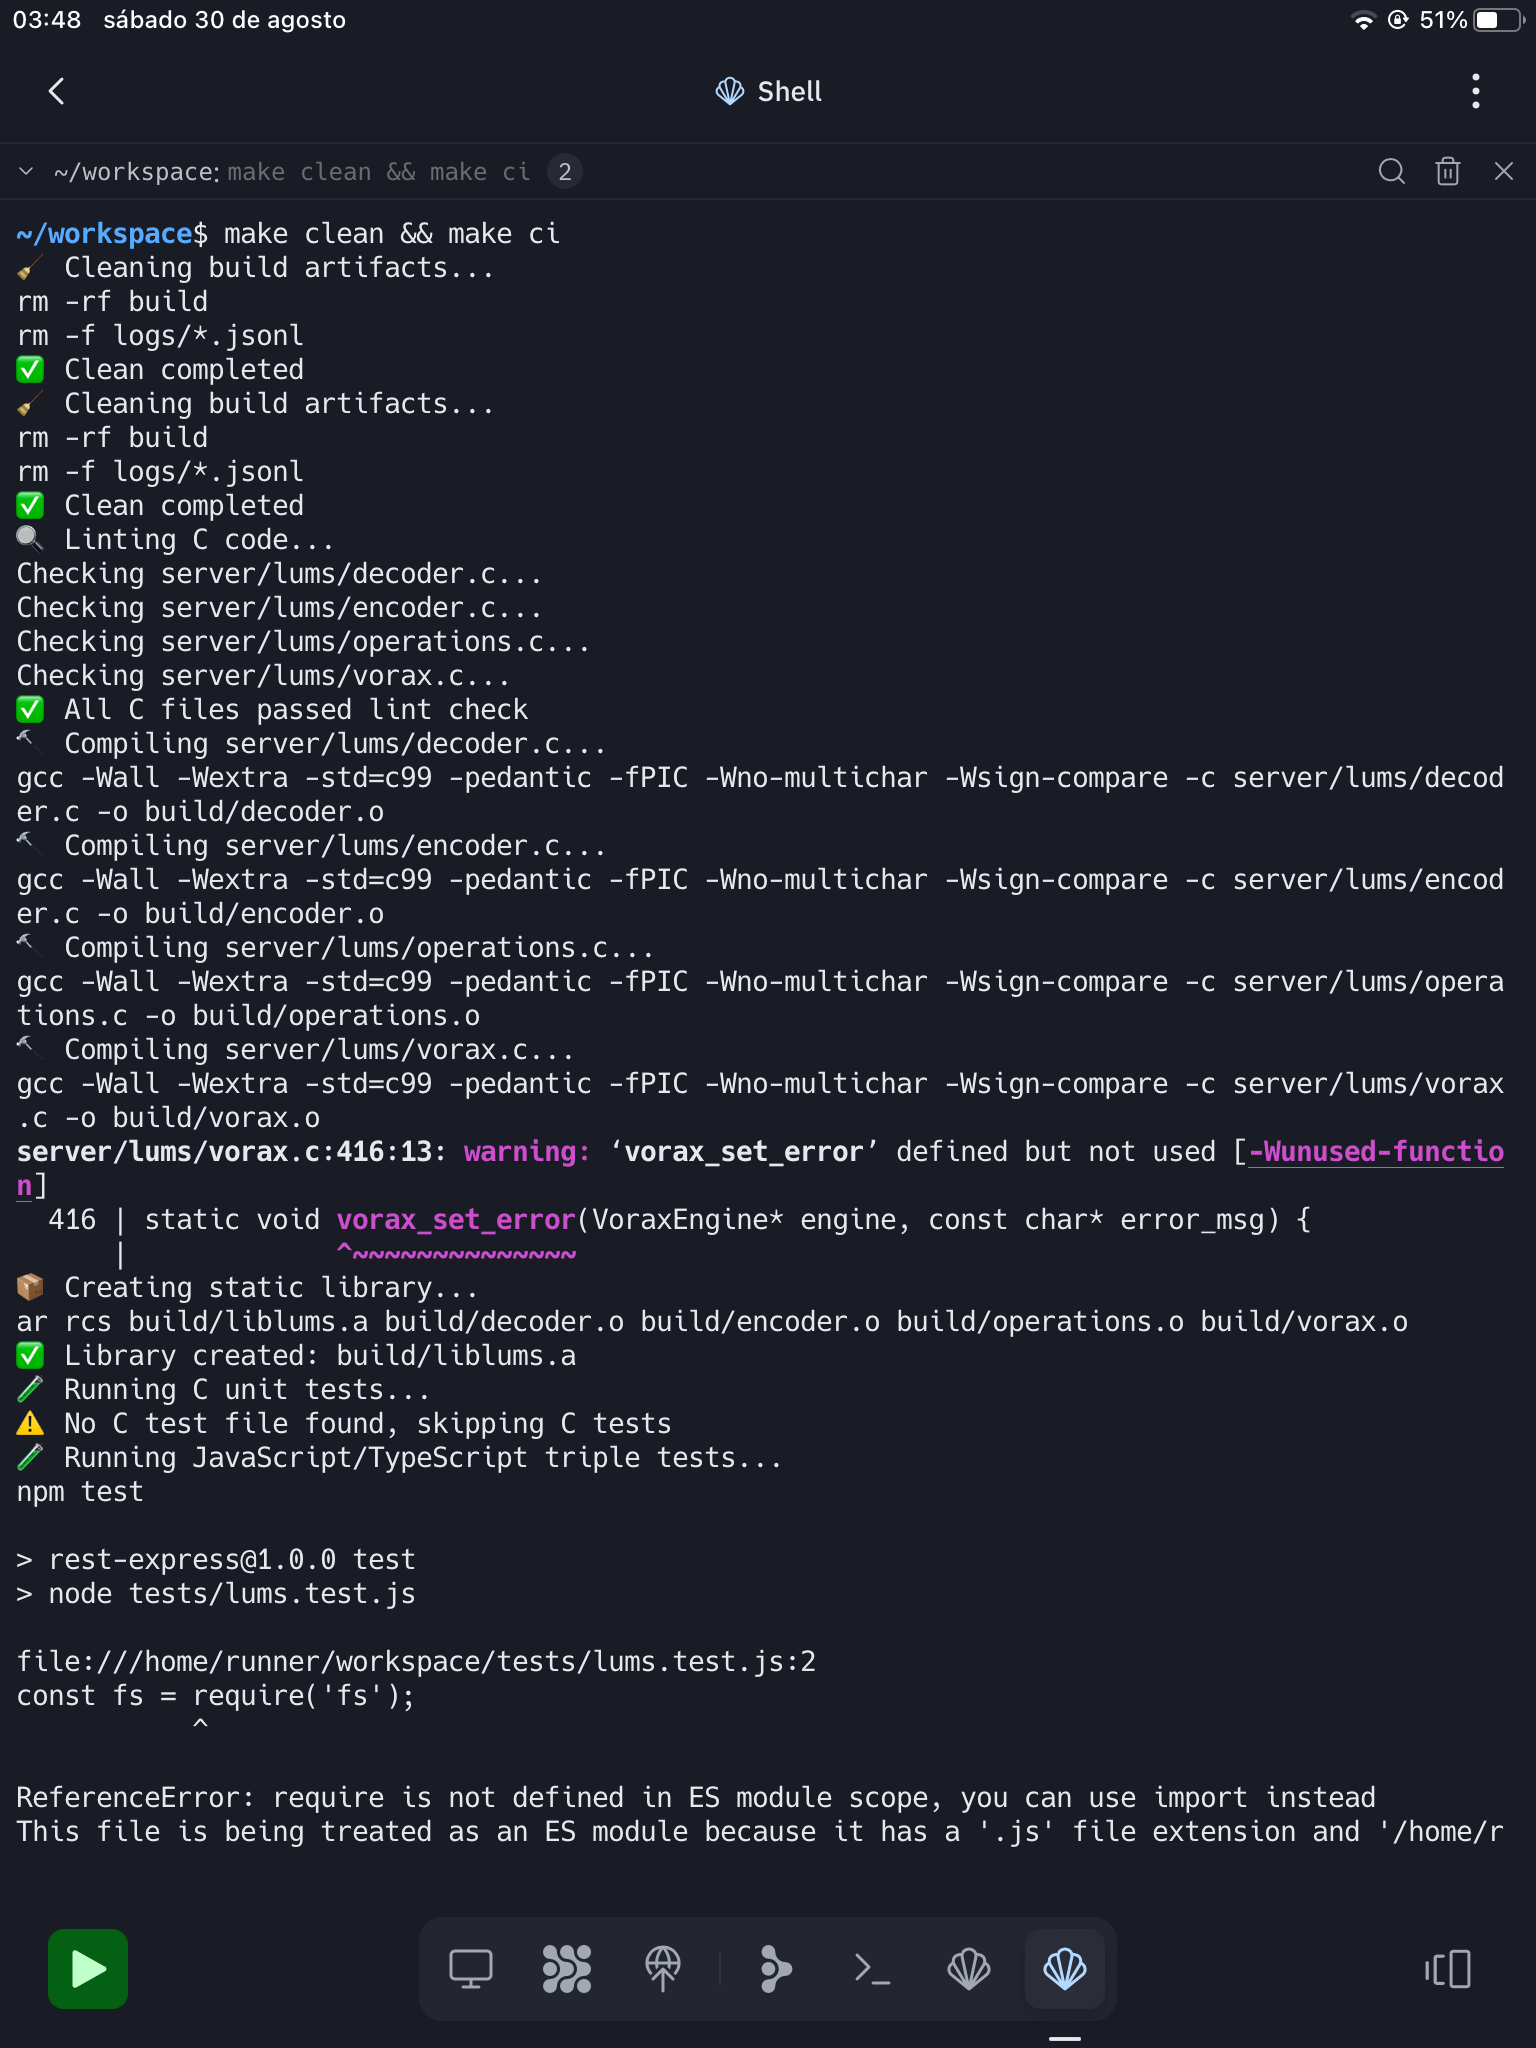 03:48 sábado 30 de agosto 51%
Shell
~/workspace: make clean && make ci 2
~/workspace$ make clean && make ci
🧹 Cleaning build artifacts...
rm -rf build
rm -f logs/*.jsonl
✅ Clean completed
🧹 Cleaning build artifacts...
rm -rf build
rm -f logs/*.jsonl
✅ Clean completed
🔍 Linting C code...
Checking server/lums/decoder.c...
Checking server/lums/encoder.c...
Checking server/lums/operations.c...
Checking server/lums/vorax.c...
✅ All C files passed lint check
🔨 Compiling server/lums/decoder.c...
gcc -Wall -Wextra -std=c99 -pedantic -fPIC -Wno-multichar -Wsign-compare -c server/lums/decod
er.c -o build/decoder.o
🔨 Compiling server/lums/encoder.c...
gcc -Wall -Wextra -std=c99 -pedantic -fPIC -Wno-multichar -Wsign-compare -c server/lums/encod
er.c -o build/encoder.o
🔨 Compiling server/lums/operations.c...
gcc -Wall -Wextra -std=c99 -pedantic -fPIC -Wno-multichar -Wsign-compare -c server/lums/opera
tions.c -o build/operations.o
🔨 Compiling server/lums/vorax.c...
gcc -Wall -Wextra -std=c99 -pedantic -fPIC -Wno-multichar -Wsign-compare -c server/lums/vorax
.c -o build/vorax.o
server/lums/vorax.c:416:13: warning: ‘vorax_set_error’ defined but not used [-Wunused-functio
n]
  416 | static void vorax_set_error(VoraxEngine* engine, const char* error_msg) {
      |             ^~~~~~~~~~~~~~~
📦 Creating static library...
ar rcs build/liblums.a build/decoder.o build/encoder.o build/operations.o build/vorax.o
✅ Library created: build/liblums.a
🧪 Running C unit tests...
⚠️ No C test file found, skipping C tests
🧪 Running JavaScript/TypeScript triple tests...
npm test
> rest-express@1.0.0 test
> node tests/lums.test.js
file:///home/runner/workspace/tests/lums.test.js:2
const fs = require('fs');
           ^
ReferenceError: require is not defined in ES module scope, you can use import instead
This file is being treated as an ES module because it has a '.js' file extension and '/home/r